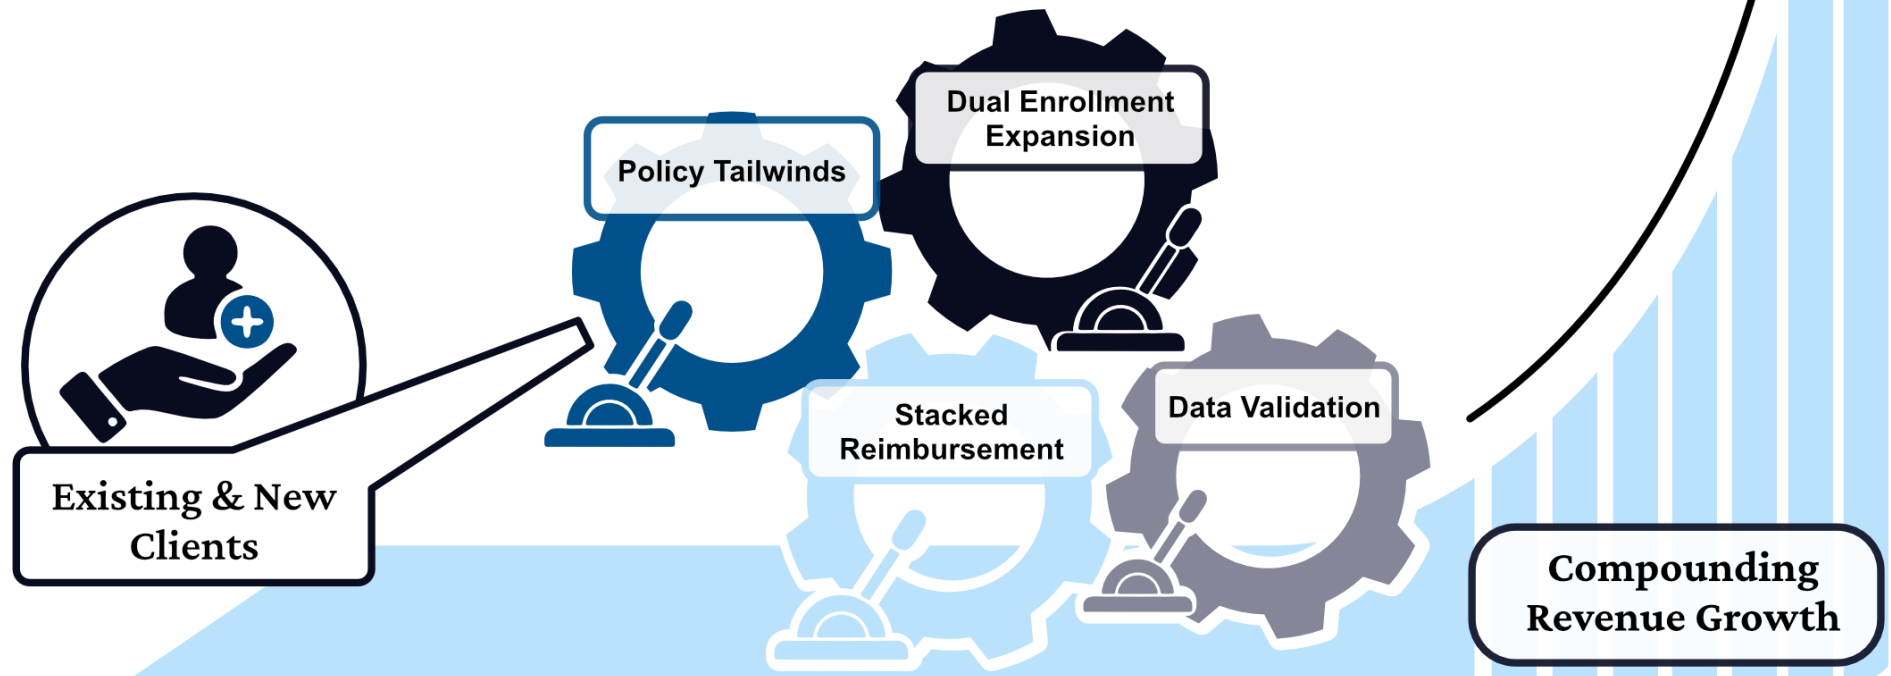 Existing & New
Clients
Policy Tailwinds
Dual Enrollment
Expansion
Stacked
Reimbursement
Data Validation
Compounding
Revenue Growth